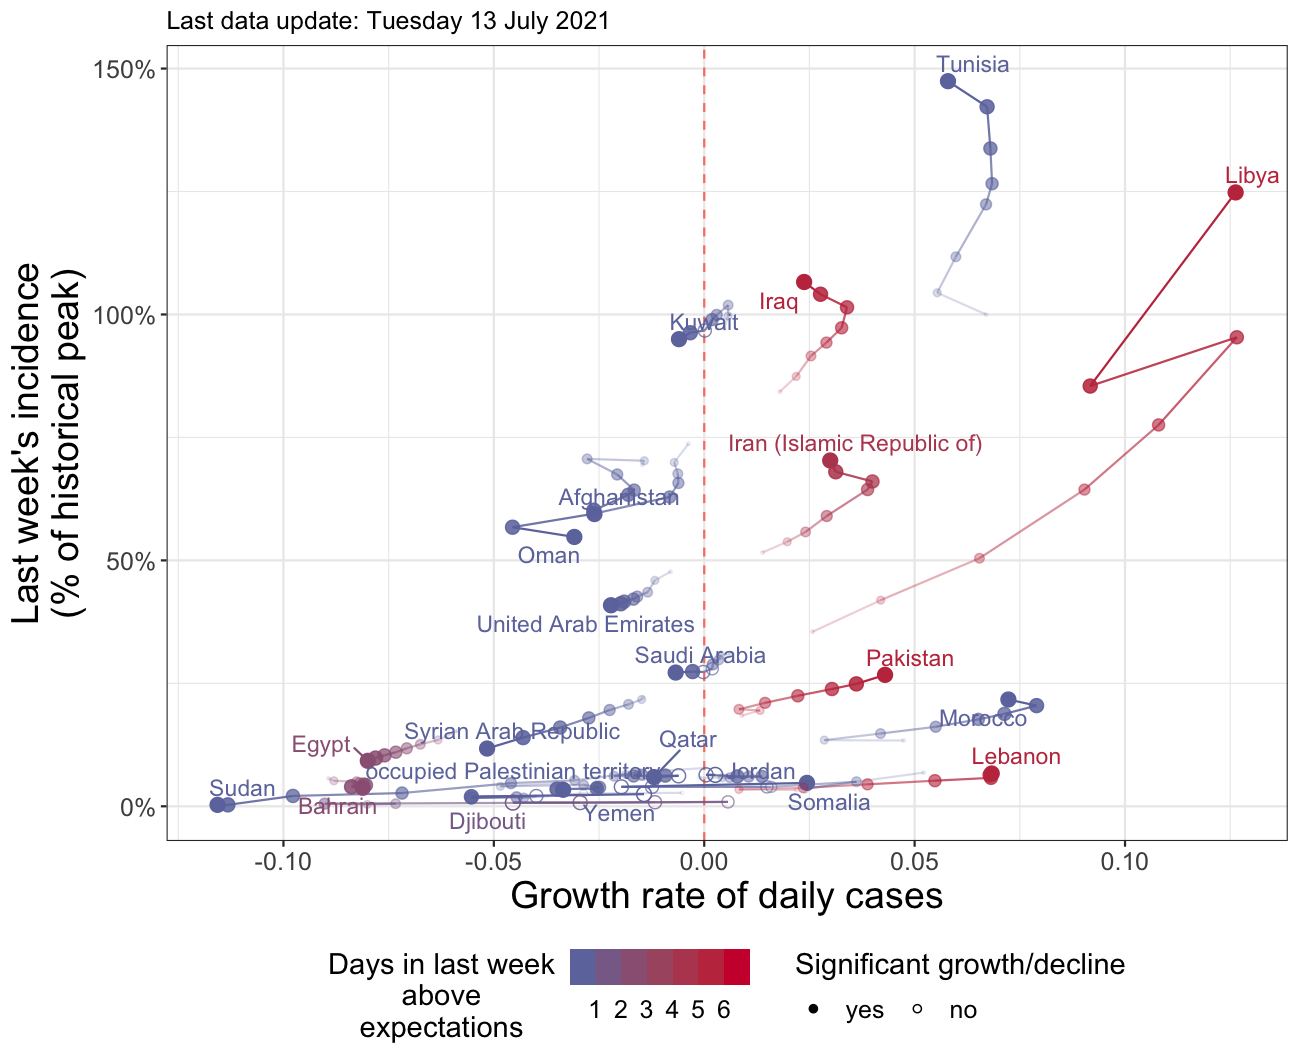 Last data update: Tuesday 13 July 2021
Last week's incidence
(% of historical peak)
150%
100%
50%
0%
Tunisia
Libya
Iraq
Kuwait
Iran (Islamic Republic of)
Afghanistan
Oman
United Arab Emirates
Saudi Arabia
Pakistan
Morocco
Syrian Arab Republic
Egypt
Qatar
Lebanon
occupied Palestinian territory
Jordan
Sudan
Bahrain
Somalia
Djibouti
Yemen
-0.10
-0.05
0.00
0.05
0.10
Growth rate of daily cases
Days in last week
above
expectations
1 2 3 4 5 6
Significant growth/decline
yes
no